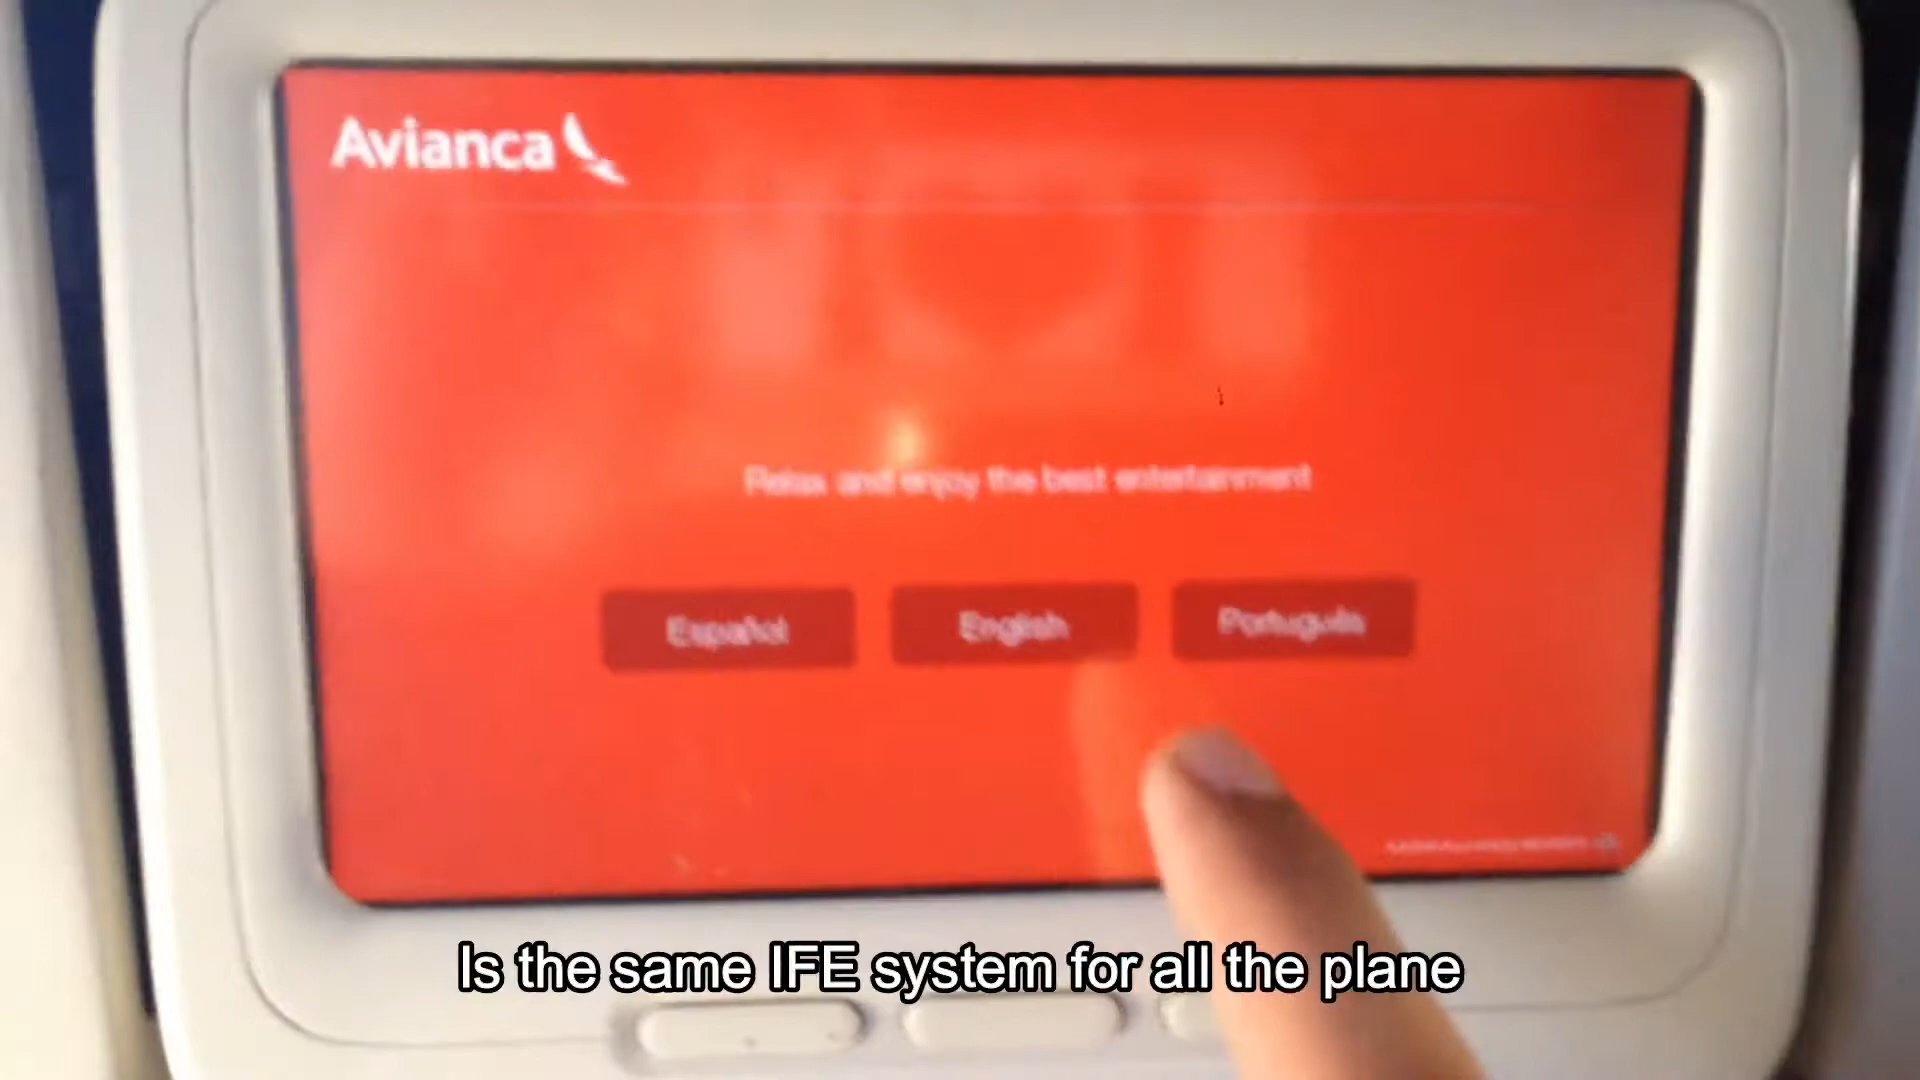 Avianca
Relax and enjoy the best entertainment
Español English Português
Is the same IFE system for all the plane